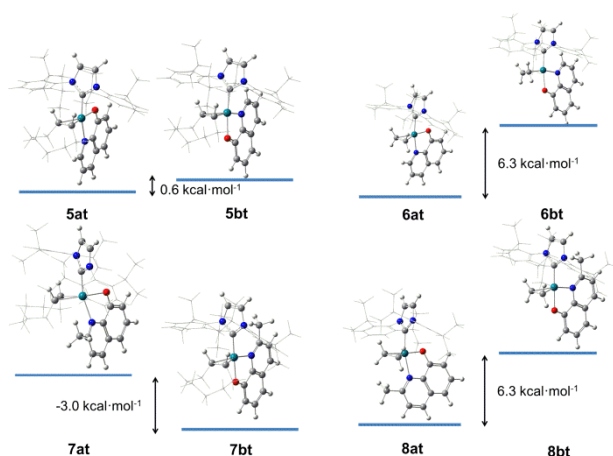 0.6 kcal·mol-1
5at
5bt
6.3 kcal·mol-1
6at
6bt
-3.0 kcal·mol-1
7at
7bt
6.3 kcal·mol-1
8at
8bt